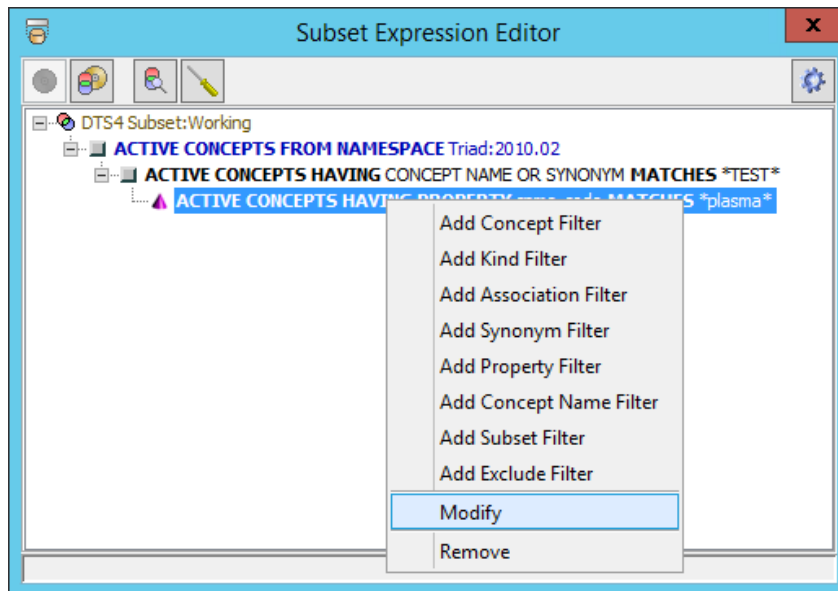 Subset Expression Editor
x
DTS4 Subset:Working
ACTIVE CONCEPTS FROM NAMESPACE Triad:2010.02
ACTIVE CONCEPTS HAVING CONCEPT NAME OR SYNONYM MATCHES *TEST*
ACTIVE CONCEPTS HAVING PROPERTY MATCHES *plasma*
Add Concept Filter
Add Kind Filter
Add Association Filter
Add Synonym Filter
Add Property Filter
Add Concept Name Filter
Add Subset Filter
Add Exclude Filter
Modify
Remove